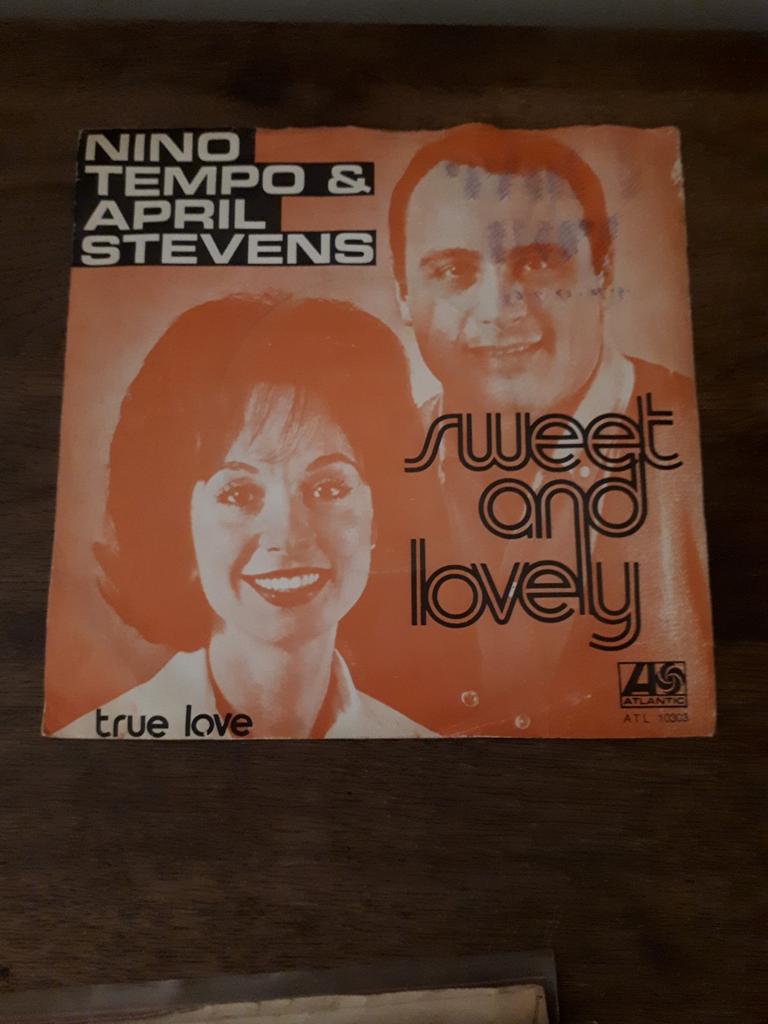 NINO
TEMPO &
APRIL
STEVENS
sweet
and
lovely
true love
ATLANTIC
ATL 10303